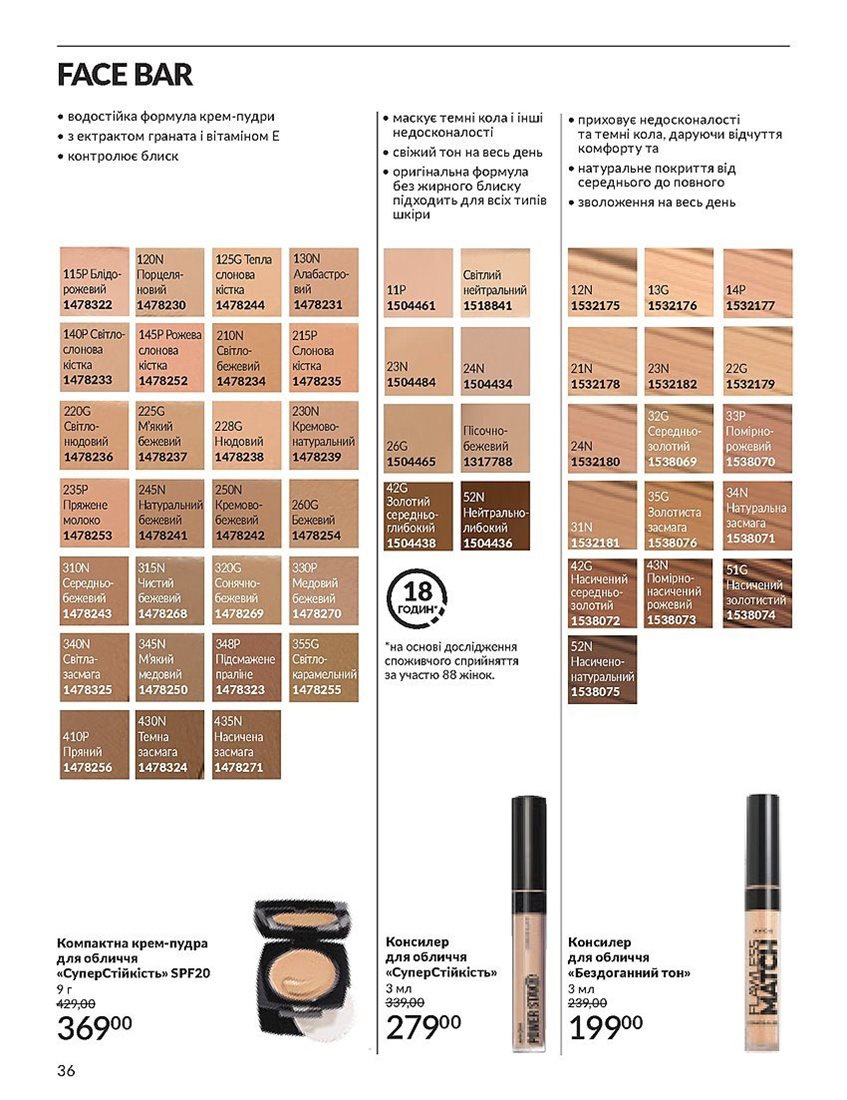 FACE BAR
• водостійка формула крем-пудри
• з ектрактом граната і вітаміном Е
• контролює блиск
• маскує темні кола і інші
недосконалості
• свіжий тон на весь день
• оригінальна формула
без жирного блиску
підходить для всіх типів
шкіри
• приховує недосконалості
та темні кола, даруючи відчуття
комфорту та
• натуральне покриття від
середнього до повного
• зволоження на весь день
115P Блідо-
рожевий
1478322
120N
Порцеля-
новий
1478230
125G Тепла
слонова
кістка
1478244
130N
Алабастро-
вий
1478231
140P Світло-
слонова
кістка
1478233
145P Рожева
слонова
кістка
1478252
210N
Світло-
бежевий
1478234
215P
Слонова
кістка
1478235
220G
Світло-
нюдовий
1478236
225G
М'який
бежевий
1478237
228G
Нюдовий
1478238
230N
Кремово-
натуральний
1478239
235P
Пряжене
молоко
1478253
245N
Натуральний
бежевий
1478241
250N
Кремово-
бежевий
1478242
260G
Бежевий
1478254
310N
Середньо-
бежевий
1478243
315N
Чистий
бежевий
1478268
320G
Сонячно-
бежевий
1478269
330P
Медовий
бежевий
1478270
340N
Світла-
засмага
1478325
345N
М'який
медовий
1478250
348P
Підсмажене
праліне
1478323
355G
Світло-
карамельний
1478255
410P
Пряний
1478256
430N
Темна
засмага
1478324
435N
Насичена
засмага
1478271
11P
1504461
Світлий
нейтральний
1518841
23N
1504484
24N
1504434
26G
1504465
Пісочно-
бежевий
1317788
42G
Золотий
середньо-
глибокий
1504438
52N
Нейтрально-
либокий
1504436
18
ГОДИН*
*на основі дослідження
споживчого сприйняття
за участю 88 жінок.
12N
1532175
13G
1532176
14P
1532177
21N
1532178
23N
1532182
22G
1532179
24N
1532180
32G
Середньо-
золотий
1538069
33P
Помірно-
рожевий
1538070
31N
1532181
35G
Золотиста
засмага
1538076
34N
Натуральна
засмага
1538071
42G
Насичений
середньо-
золотий
1538072
43N
Помірно-
насичений
рожевий
1538073
51G
Насичений
золотистий
1538074
52N
Насичено-
натуральний
1538075
Компактна крем-пудра
для обличчя
«СуперСтійкість» SPF20
9 г
429,00
36900
Консилер
для обличчя
«СуперСтійкість»
3 мл
339,00
27900
POWER STAY
Консилер
для обличчя
«Бездоганний тон»
3 мл
239,00
19900
FLAWLESS
MATCH
36